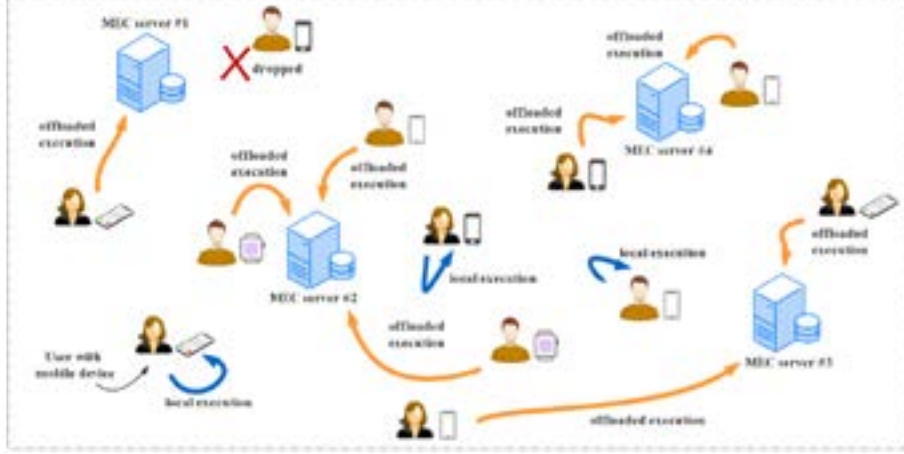 MEC server #1
dropped
offloaded
execution
offloaded
execution
MEC server #4
offloaded
execution
offloaded
execution
offloaded
execution
offloaded
execution
MEC server #2
local execution
local execution
offloaded
execution
MEC server #3
offloaded
execution
User with
mobile device
local execution
offloaded execution